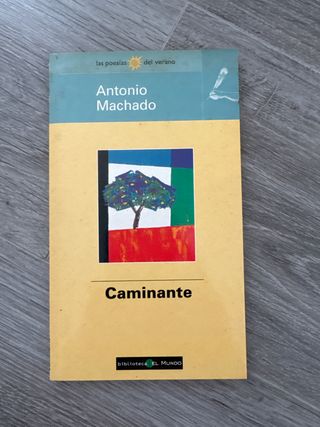 las poesías del verano
Antonio
Machado
Caminante
biblioteca EL MUNDO